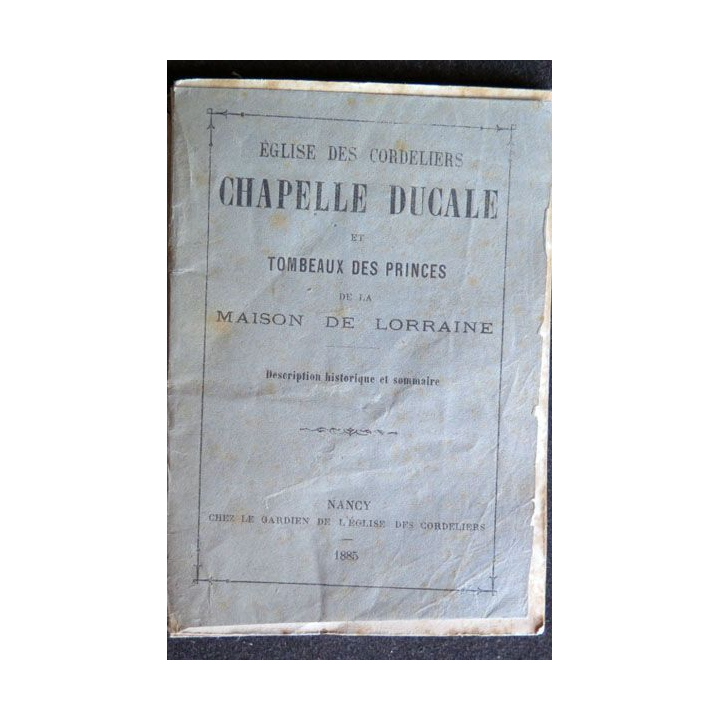 ÉGLISE DES CORDELIERS
CHAPELLE DUCALE
ET
TOMBEAUX DES PRINCES
DE LA
MAISON DE LORRAINE
Description historique et sommaire
NANCY
CHEZ LE GARDIEN DE L'ÉGLISE DES CORDELIERS
1885